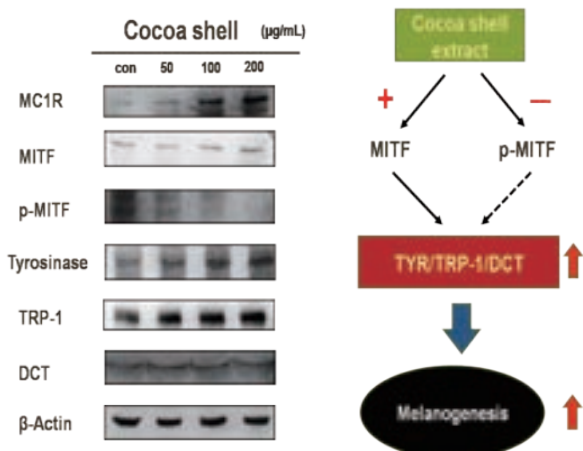 Cocoa shell (µg/mL)
con 50 100 200
MC1R
MITF
p-MITF
Tyrosinase
TRP-1
DCT
β-Actin
Cocoa shell
extract
+ −
MITF p-MITF
TYR/TRP-1/DCT
Melanogenesis